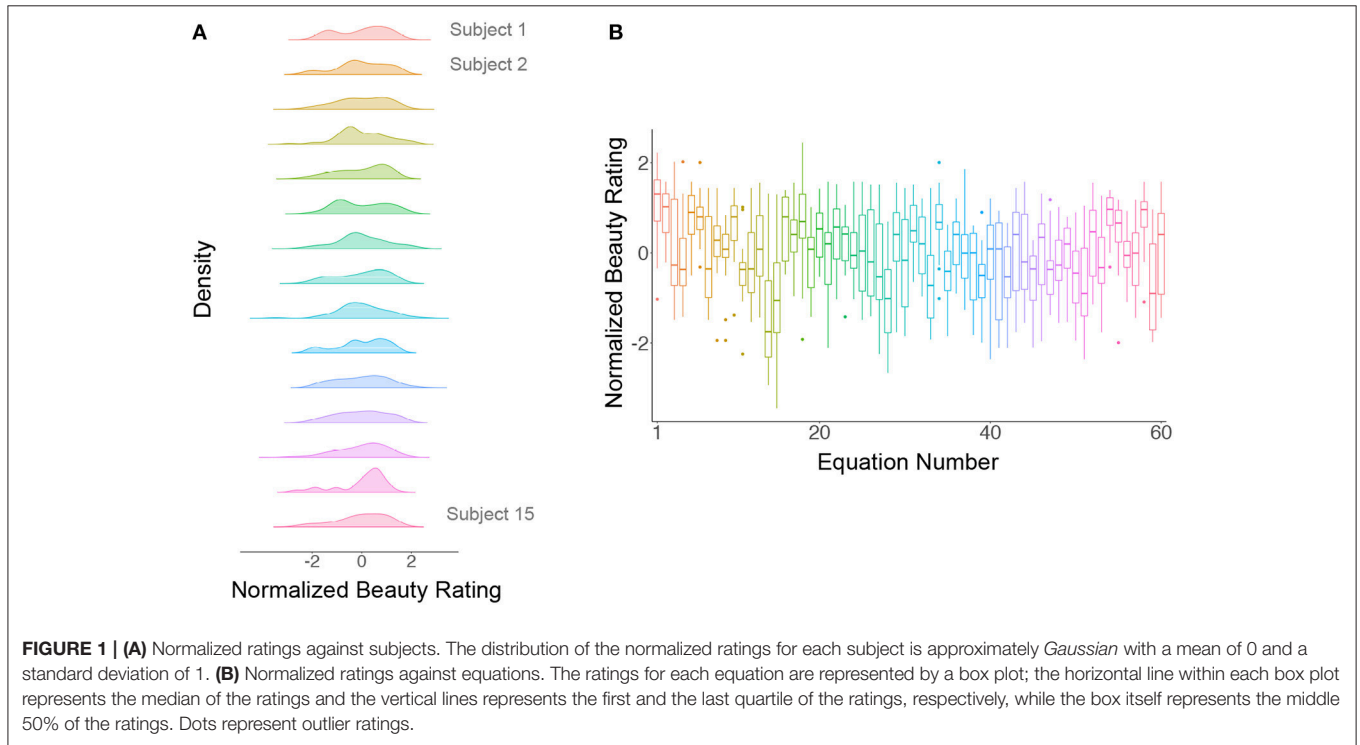 A
Subject 1
Subject 2
Density
Subject 15
-2 0 2
Normalized Beauty Rating
B
Normalized Beauty Rating
2
0
-2
1 20 40 60
Equation Number
FIGURE 1 | (A) Normalized ratings against subjects. The distribution of the normalized ratings for each subject is approximately Gaussian with a mean of 0 and a
standard deviation of 1. (B) Normalized ratings against equations. The ratings for each equation are represented by a box plot; the horizontal line within each box plot
represents the median of the ratings and the vertical lines represents the first and the last quartile of the ratings, respectively, while the box itself represents the middle
50% of the ratings. Dots represent outlier ratings.